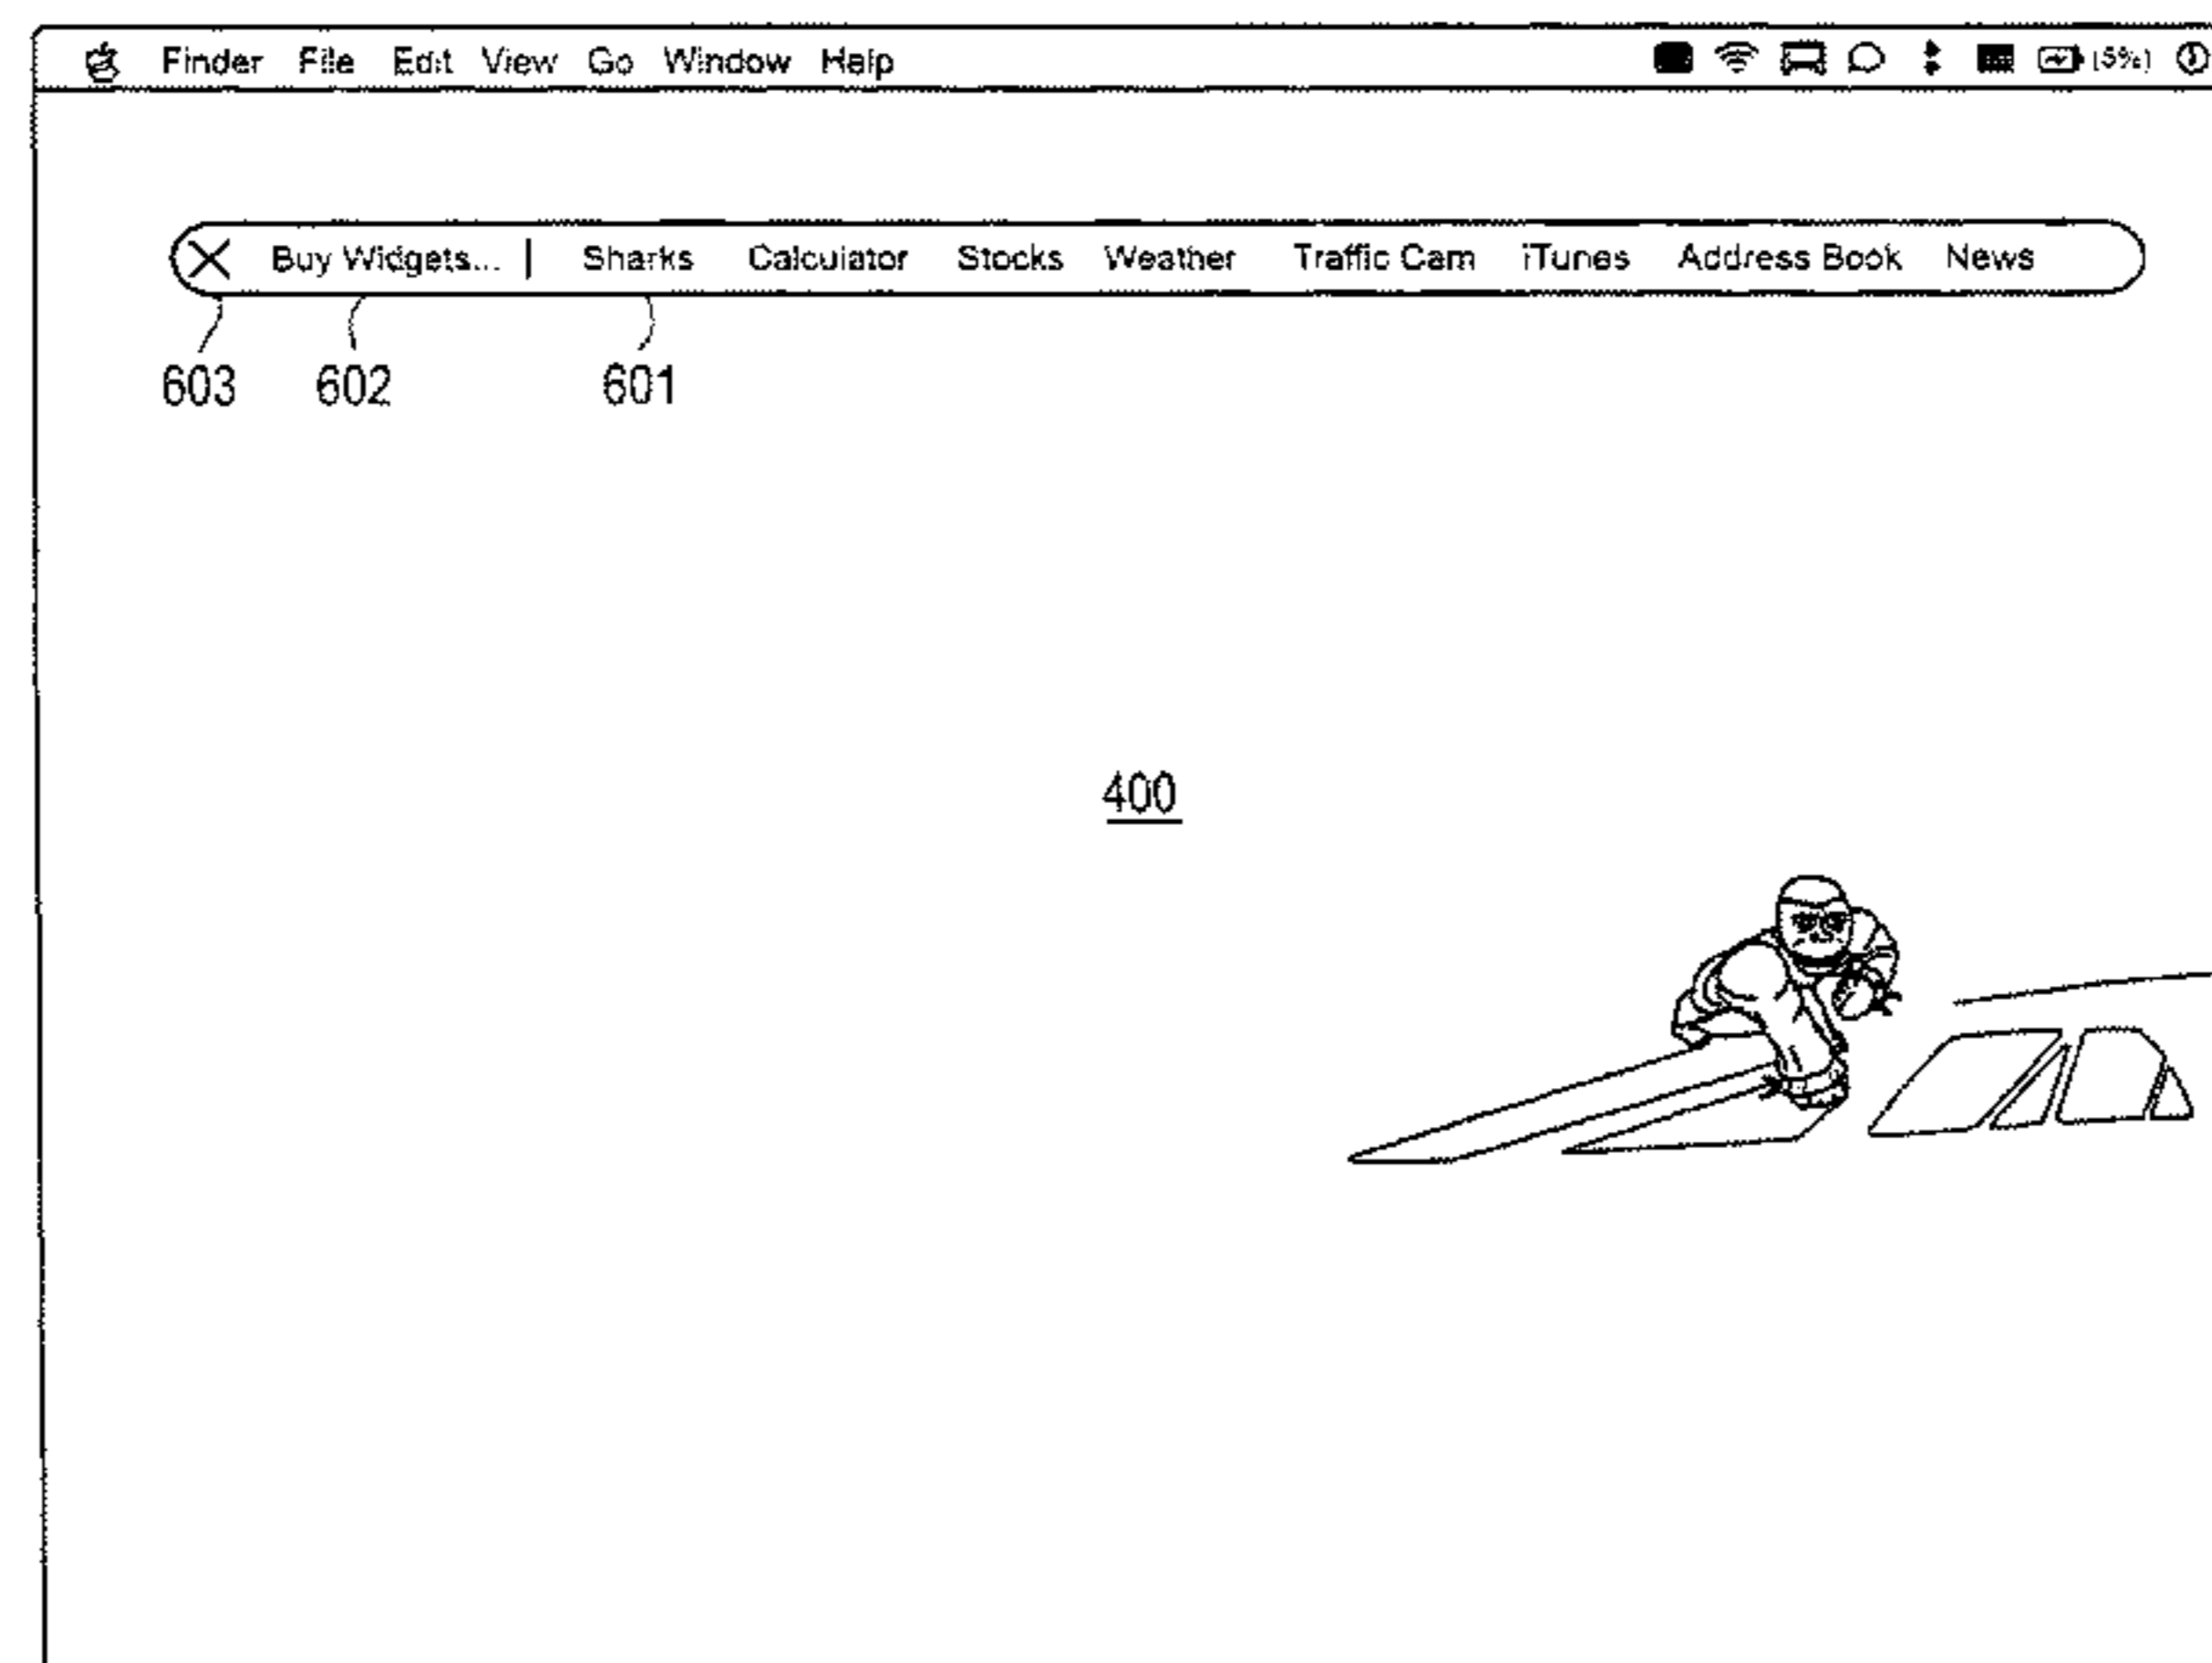 Finder File Edit View Go Window Help
Buy Widgets... | Sharks Calculator Stocks Weather Traffic Cam iTunes Address Book News
603 602 601
400